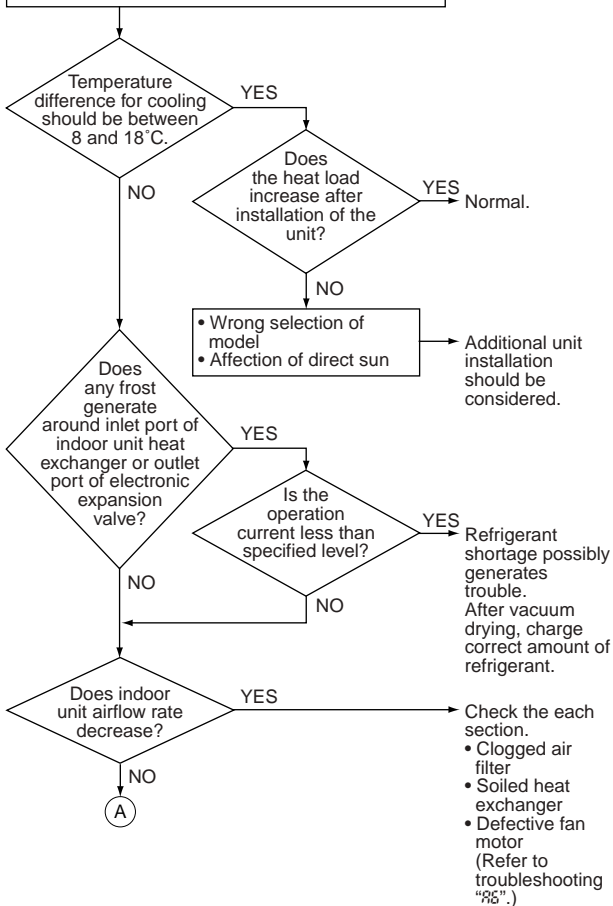 Temperature
difference for cooling
should be between
8 and 18˚C.
YES
NO
Does
the heat load
increase after
installation of the
unit?
YES
Normal.
NO
• Wrong selection of
model
• Affection of direct sun
Additional unit
installation
should be
considered.
Does
any frost
generate
around inlet port of
indoor unit heat
exchanger or outlet
port of electronic
expansion
valve?
YES
NO
Is the
operation
current less than
specified level?
YES
Refrigerant
shortage possibly
generates
trouble.
After vacuum
drying, charge
correct amount of
refrigerant.
NO
Does indoor
unit airflow rate
decrease?
YES
Check the each
section.
• Clogged air
filter
• Soiled heat
exchanger
• Defective fan
motor
(Refer to
troubleshooting
“A6”.)
NO
A